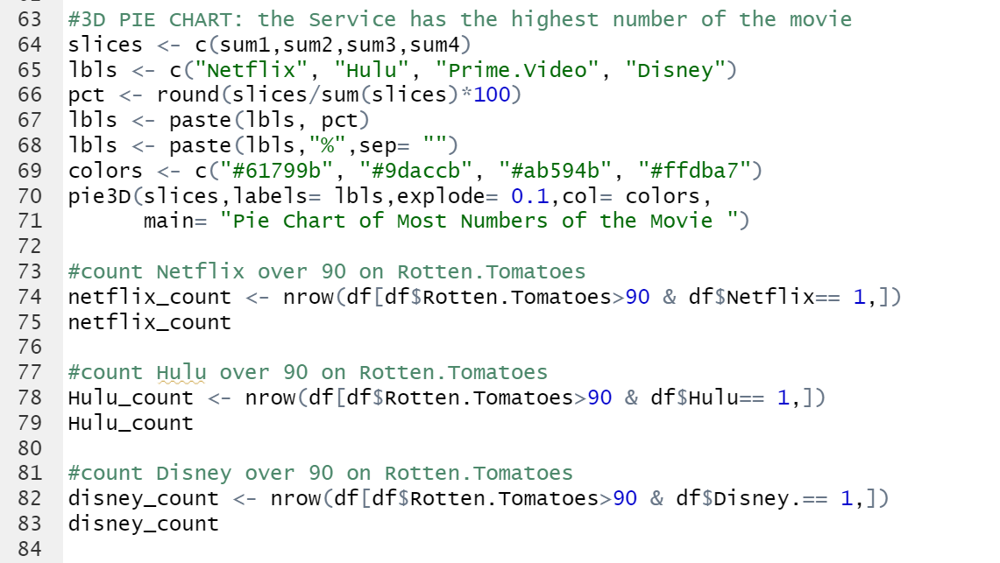 63 #3D PIE CHART: the Service has the highest number of the movie
64 slices <- c(sum1,sum2,sum3,sum4)
65 lbls <- c("Netflix", "Hulu", "Prime.Video", "Disney")
66 pct <- round(slices/sum(slices)*100)
67 lbls <- paste(lbls, pct)
68 lbls <- paste(lbls,"%",sep= "")
69 colors <- c("#61799b", "#9daccb", "#ab594b", "#ffdba7")
70 pie3D(slices,labels= lbls,explode= 0.1,col= colors,
71       main= "Pie Chart of Most Numbers of the Movie ")
72
73 #count Netflix over 90 on Rotten.Tomatoes
74 netflix_count <- nrow(df[df$Rotten.Tomatoes>90 & df$Netflix== 1,])
75 netflix_count
76
77 #count Hulu over 90 on Rotten.Tomatoes
78 Hulu_count <- nrow(df[df$Rotten.Tomatoes>90 & df$Hulu== 1,])
79 Hulu_count
80
81 #count Disney over 90 on Rotten.Tomatoes
82 disney_count <- nrow(df[df$Rotten.Tomatoes>90 & df$Disney.== 1,])
83 disney_count
84